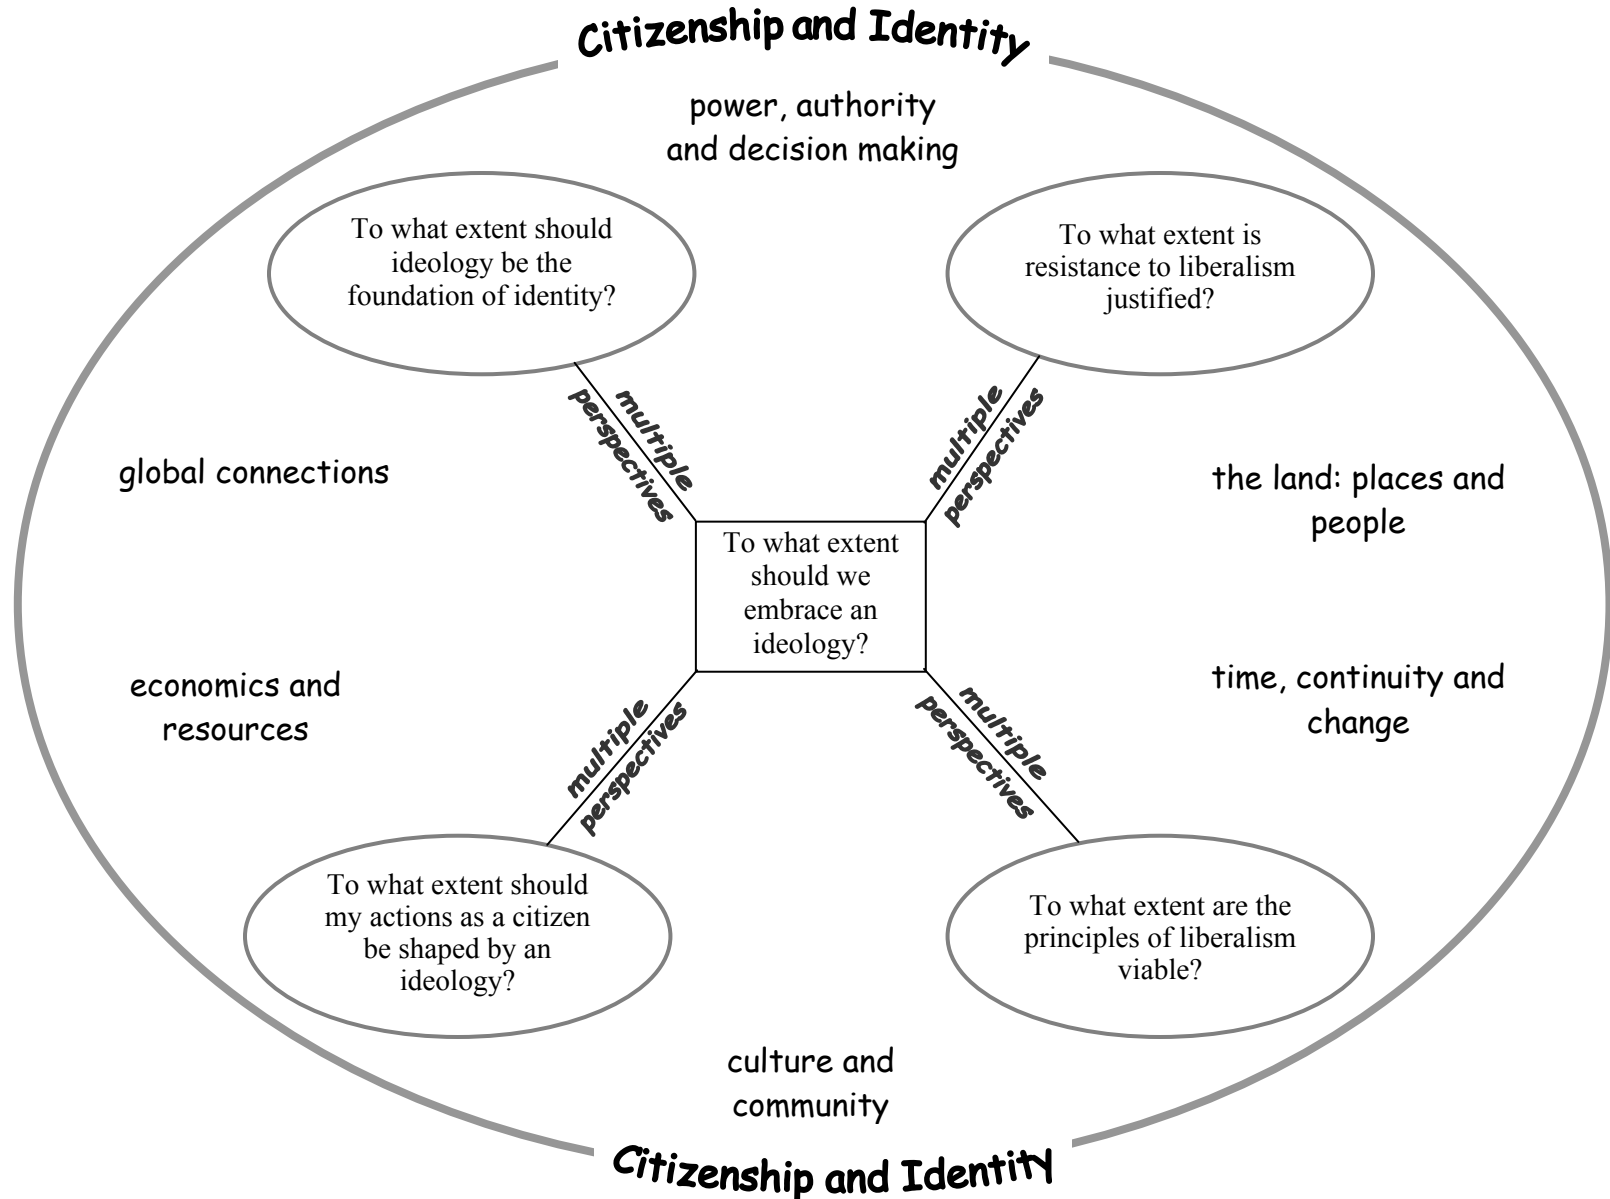 Citizenship and Identity
power, authority
and decision making
To what extent should
ideology be the
foundation of identity?
To what extent is
resistance to liberalism
justified?
multiple
perspectives
multiple
perspectives
global connections
the land: places and
people
To what extent
should we
embrace an
ideology?
economics and
resources
time, continuity and
change
multiple
perspectives
multiple
perspectives
To what extent should
my actions as a citizen
be shaped by an
ideology?
To what extent are the
principles of liberalism
viable?
culture and
community
Citizenship and Identity